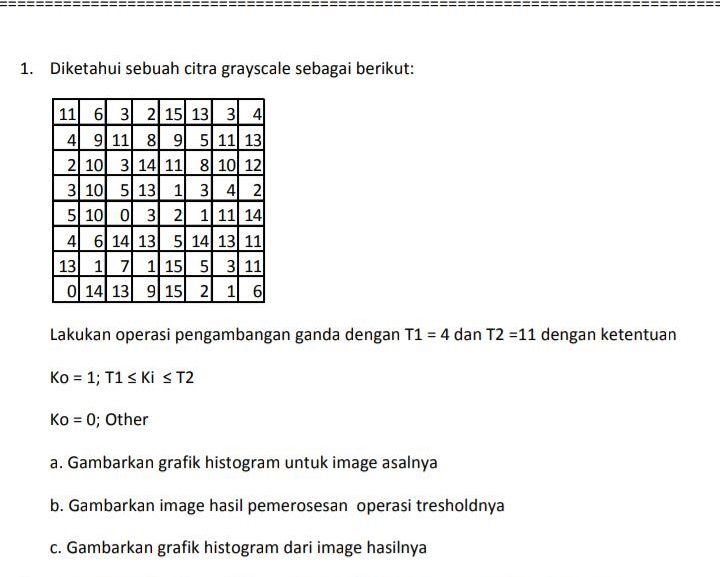 1. Diketahui sebuah citra grayscale sebagai berikut:
11 6 3 2 15 13 3 4
4 9 11 8 9 5 11 13
2 10 3 14 11 8 10 12
3 10 5 13 1 3 4 2
5 10 0 3 2 1 11 14
4 6 14 13 5 14 13 11
13 1 7 1 15 5 3 11
0 14 13 9 15 2 1 6
Lakukan operasi pengambangan ganda dengan T1 = 4 dan T2 =11 dengan ketentuan
Ko = 1; T1 ≤ Ki ≤ T2
Ko = 0; Other
a. Gambarkan grafik histogram untuk image asalnya
b. Gambarkan image hasil pemerosesan operasi tresholdnya
c. Gambarkan grafik histogram dari image hasilnya